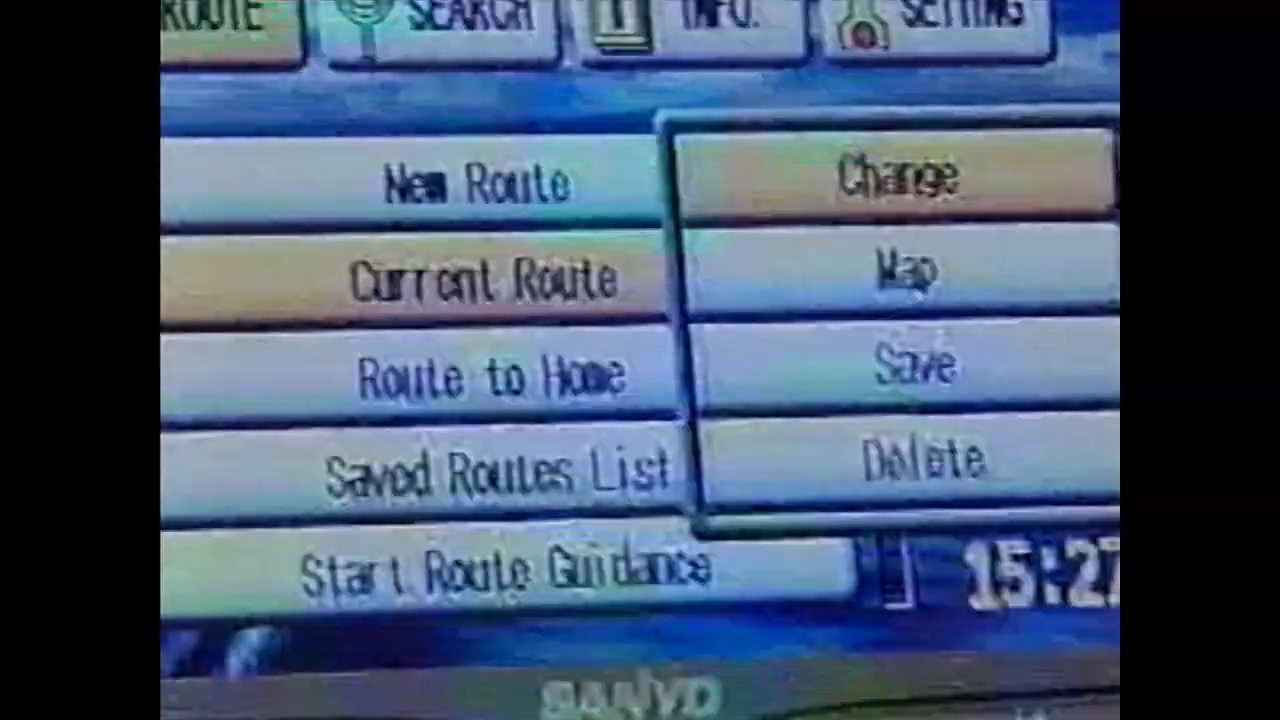 ROUTE
SEARCH
INFO.
SETTING
New Route
Change
Current Route
Map
Route to Home
Save
Saved Routes List
Delete
Start Route Guidance
15:27
SANYO